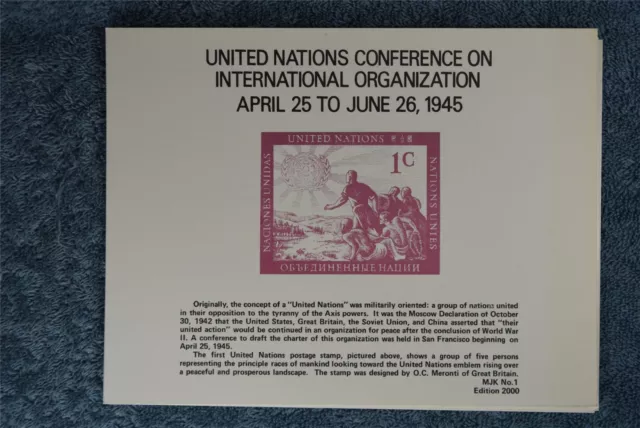 UNITED NATIONS CONFERENCE ON
INTERNATIONAL ORGANIZATION
APRIL 25 TO JUNE 26, 1945
UNITED NATIONS
1C
NACIONES UNIDAS
NATIONS UNIES
ОБЪЕДИНЕННЫЕ НАЦИИ
Originally, the concept of a "United Nations" was militarily oriented: a group of nations united
in their opposition to the tyranny of the Axis powers. It was the Moscow Declaration of October
30, 1942 that the United States, Great Britain, the Soviet Union, and China asserted that "their
united action" would be continued in an organization for peace after the conclusion of World War
II. A conference to draft the charter of this organization was held in San Francisco beginning on
April 25, 1945.
The first United Nations postage stamp, pictured above, shows a group of five persons
representing the principle races of mankind looking toward the United Nations emblem rising over
a peaceful and prosperous landscape. The stamp was designed by O.C. Meronti of Great Britain.
MJK No.1
Edition 2000